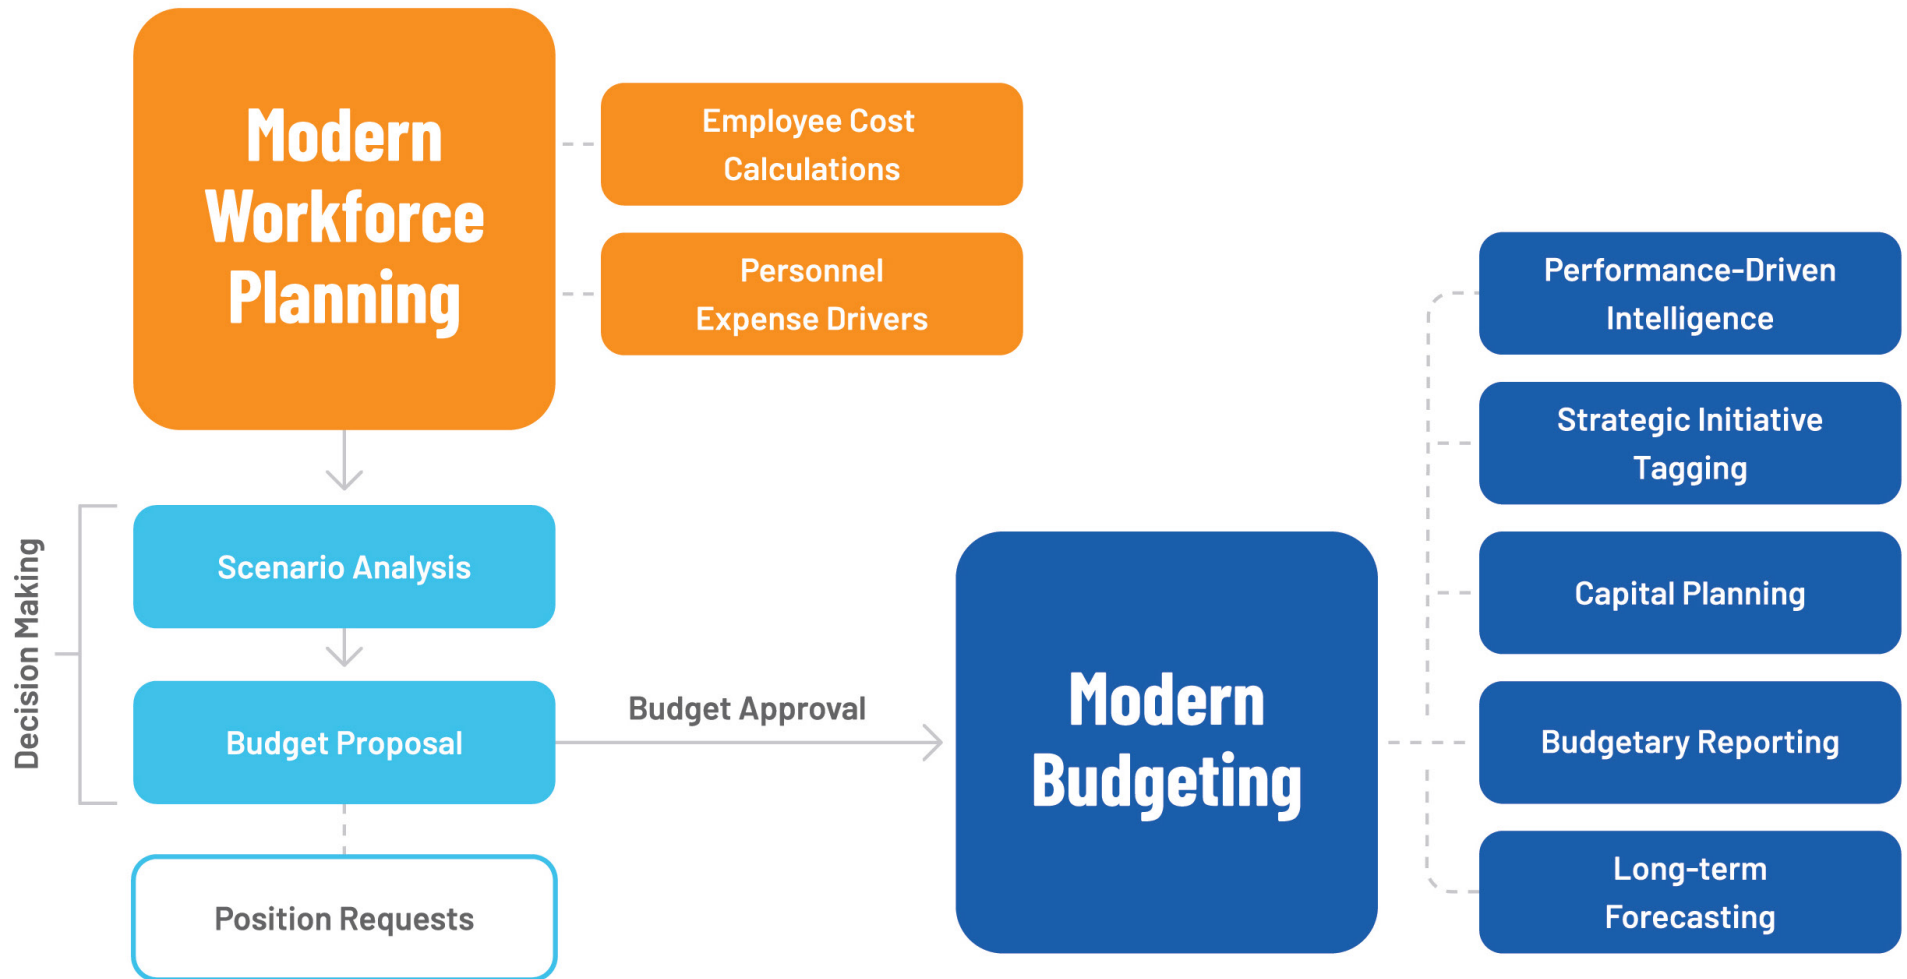 Modern
Workforce
Planning
Employee Cost
Calculations
Personnel
Expense Drivers
Decision Making
Scenario Analysis
Budget Proposal
Position Requests
Budget Approval
Modern
Budgeting
Performance-Driven
Intelligence
Strategic Initiative
Tagging
Capital Planning
Budgetary Reporting
Long-term
Forecasting